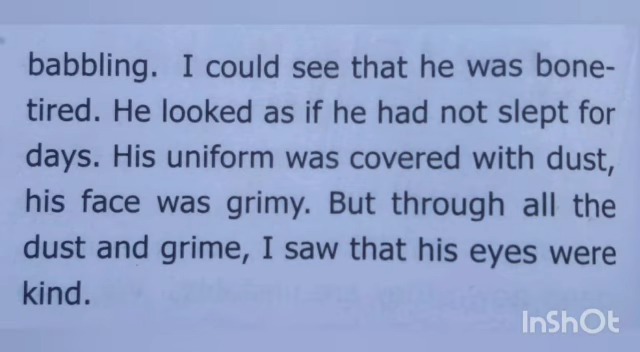 babbling. I could see that he was bone-
tired. He looked as if he had not slept for
days. His uniform was covered with dust,
his face was grimy. But through all the
dust and grime, I saw that his eyes were
kind.
InShOt